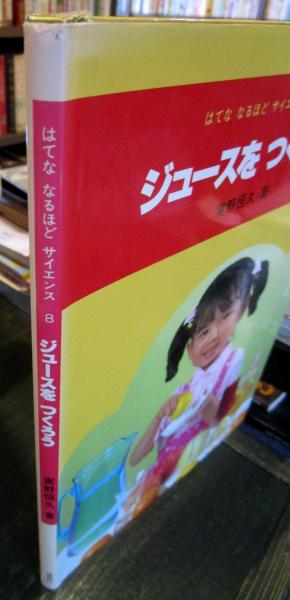 はてな なるほど サイエンス 8 ジュースを つくろう 実野恒久 著
はてな なるほど サイエ
ジュースを つく
実野恒久 著